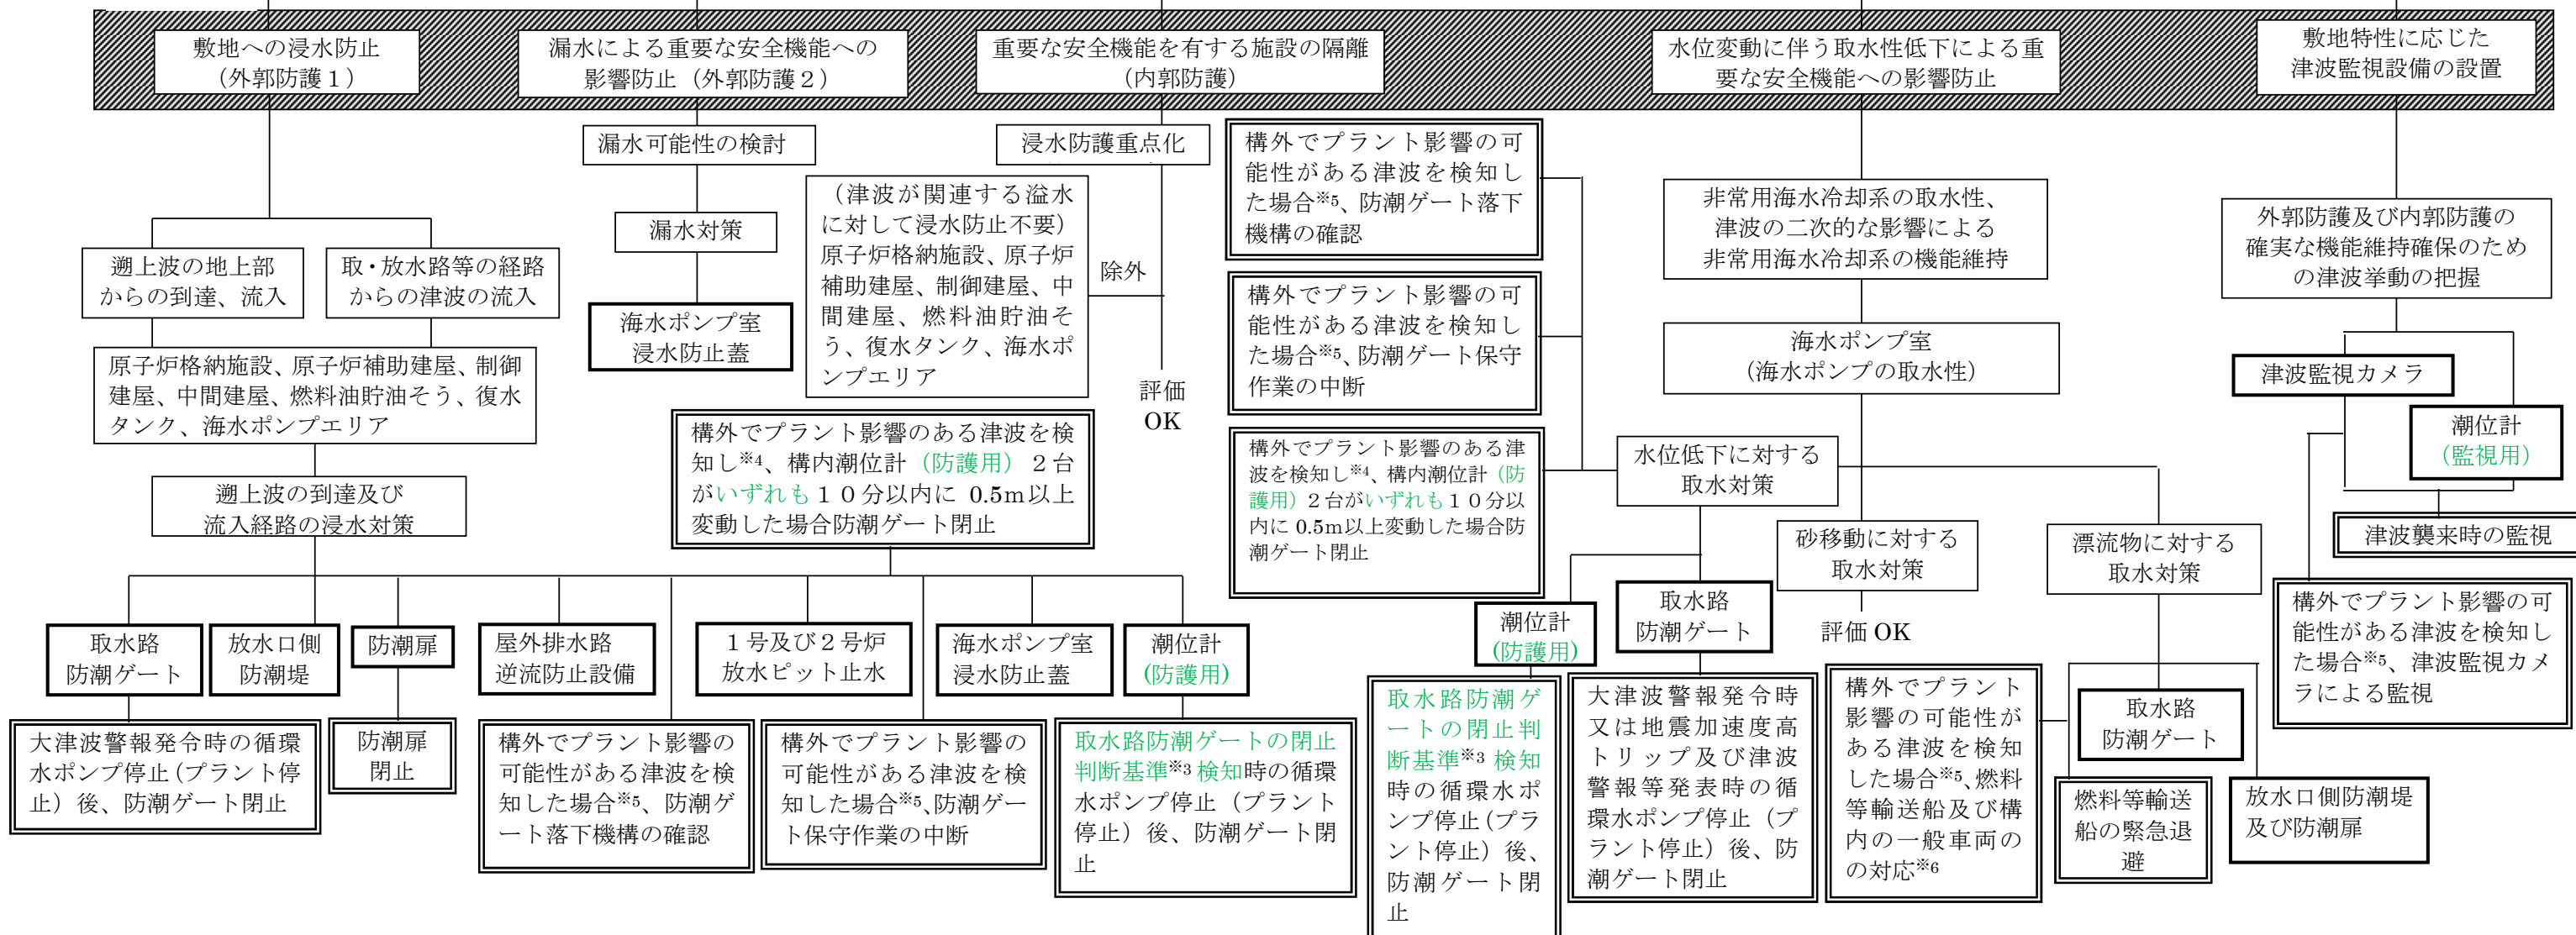 敷地への浸水防止
（外郭防護１）
漏水による重要な安全機能への
影響防止（外郭防護２）
重要な安全機能を有する施設の隔離
（内郭防護）
水位変動に伴う取水性低下による重
要な安全機能への影響防止
敷地特性に応じた
津波監視設備の設置
遡上波の地上部
からの到達、流入
取・放水路等の経路
からの津波の流入
原子炉格納施設、原子炉補助建屋、制御
建屋、中間建屋、燃料油貯油そう、復水
タンク、海水ポンプエリア
遡上波の到達及び
流入経路の浸水対策
漏水可能性の検討
漏水対策
海水ポンプ室
浸水防止蓋
浸水防護重点化
（津波が関連する溢水
に対して浸水防止不要）
原子炉格納施設、原子炉
補助建屋、制御建屋、中
間建屋、燃料油貯油そ
う、復水タンク、海水ポ
ンプエリア
除外
評価
OK
構外でプラント影響のある津波を検
知し※4、構内潮位計（防護用）２台
がいずれも１０分以内に 0.5m以上
変動した場合防潮ゲート閉止
取水路
防潮ゲート
放水口側
防潮堤
防潮扉
屋外排水路
逆流防止設備
１号及び２号炉
放水ピット止水
海水ポンプ室
浸水防止蓋
潮位計
(防護用)
大津波警報発令時の循環
水ポンプ停止（プラント停
止）後、防潮ゲート閉止
防潮扉
閉止
構外でプラント影響の
可能性がある津波を検
知した場合※5、防潮ゲ
ート落下機構の確認
構外でプラント影響の
可能性がある津波を検
知した場合※5、防潮ゲー
ト保守作業の中断
取水路防潮ゲートの閉止
判断基準※3 検知時の循環
水ポンプ停止（プラント
停止）後、防潮ゲート閉
止
構外でプラント影響の可
能性がある津波を検知し
た場合※5、防潮ゲート落下
機構の確認
構外でプラント影響の可
能性がある津波を検知し
た場合※5、防潮ゲート保守
作業の中断
構外でプラント影響のある津
波を検知し※4、構内潮位計（防
護用）２台がいずれも１０分以
内に 0.5m以上変動した場合防
潮ゲート閉止
非常用海水冷却系の取水性、
津波の二次的な影響による
非常用海水冷却系の機能維持
海水ポンプ室
（海水ポンプの取水性）
水位低下に対する
取水対策
砂移動に対する
取水対策
評価 OK
漂流物に対する
取水対策
潮位計
(防護用)
取水路
防潮ゲート
取水路防潮ゲ
ートの閉止判
断基準※3 検知
時の循環水ポ
ンプ停止（プラ
ント停止）後、
防潮ゲート閉
止
大津波警報発令時
又は地震加速度高
トリップ及び津波
警報等発表時の循
環水ポンプ停止（プ
ラント停止）後、防
潮ゲート閉止
構外でプラント
影響の可能性が
ある津波を検知
した場合※5、燃料
等輸送船及び構
内の一般車両の
の対応※6
取水路
防潮ゲート
燃料等輸送
船の緊急退
避
放水口側防潮堤
及び防潮扉
外郭防護及び内郭防護の
確実な機能維持確保のため
の津波挙動の把握
津波監視カメラ
潮位計
（監視用）
津波襲来時の監視
構外でプラント影響の可
能性がある津波を検知し
た場合※5、津波監視カメ
ラによる監視